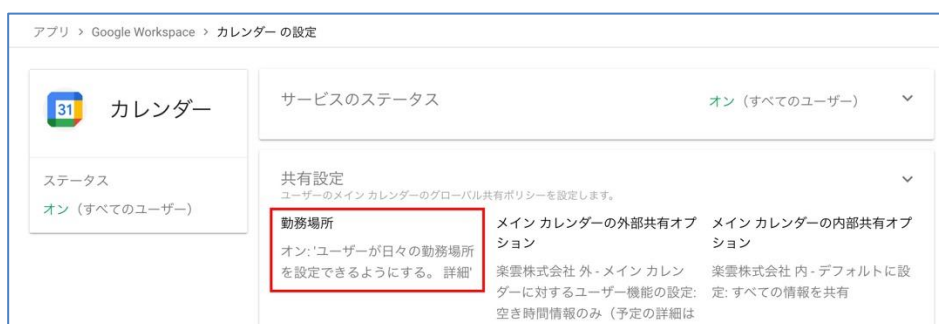 アプリ > Google Workspace > カレンダー の設定
31
カレンダー
ステータス
オン（すべてのユーザー）
サービスのステータス
オン（すべてのユーザー）
共有設定
ユーザーのメイン カレンダーのグローバル共有ポリシーを設定します。
勤務場所
オン: 'ユーザーが日々の勤務場所
を設定できるようにする。 詳細'
メイン カレンダーの外部共有オプ
ション
楽雲株式会社 外 - メイン カレン
ダーに対するユーザー機能の設定:
空き時間情報のみ（予定の詳細は
メイン カレンダーの内部共有オプ
ション
楽雲株式会社 内 - デフォルトに設
定: すべての情報を共有